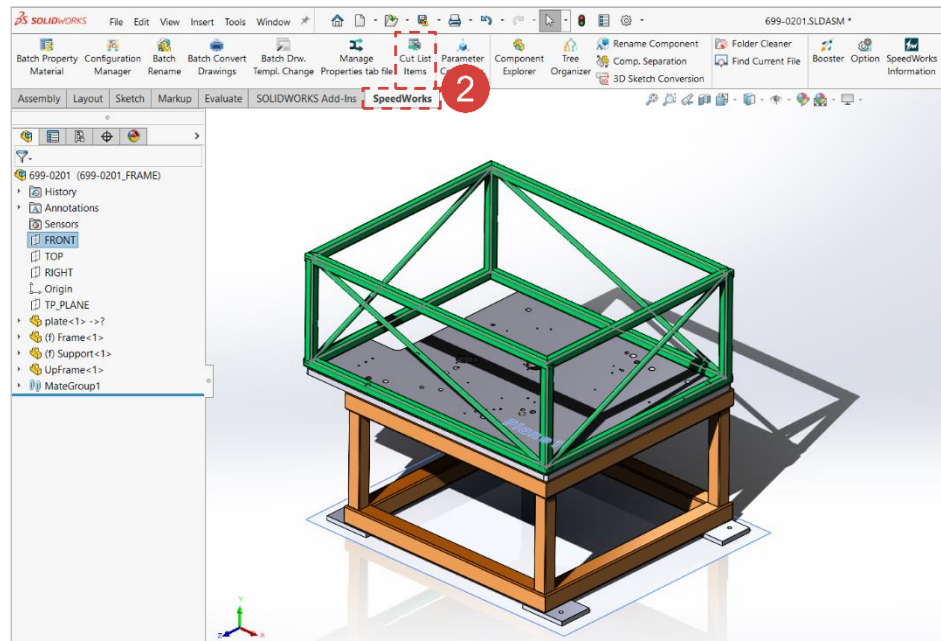 SOLIDWORKS File Edit View Insert Tools Window 699-0201.SLDASM *
Batch Property Material
Configuration Manager
Batch Rename
Batch Convert Drawings
Batch Drw. Templ. Change
Manage Properties tab file
Cut List Items
Parameter
Component Explorer
Tree Organizer
Rename Component
Comp. Separation
3D Sketch Conversion
Folder Cleaner
Find Current File
Booster
Option
SpeedWorks Information
2
Assembly Layout Sketch Markup Evaluate SOLIDWORKS Add-Ins SpeedWorks
699-0201 (699-0201_FRAME)
History
Annotations
Sensors
FRONT
TOP
RIGHT
Origin
TP_PLANE
plate<1> ->?
(f) Frame<1>
(f) Support<1>
UpFrame<1>
MateGroup1
Plane1
Y
Z
X